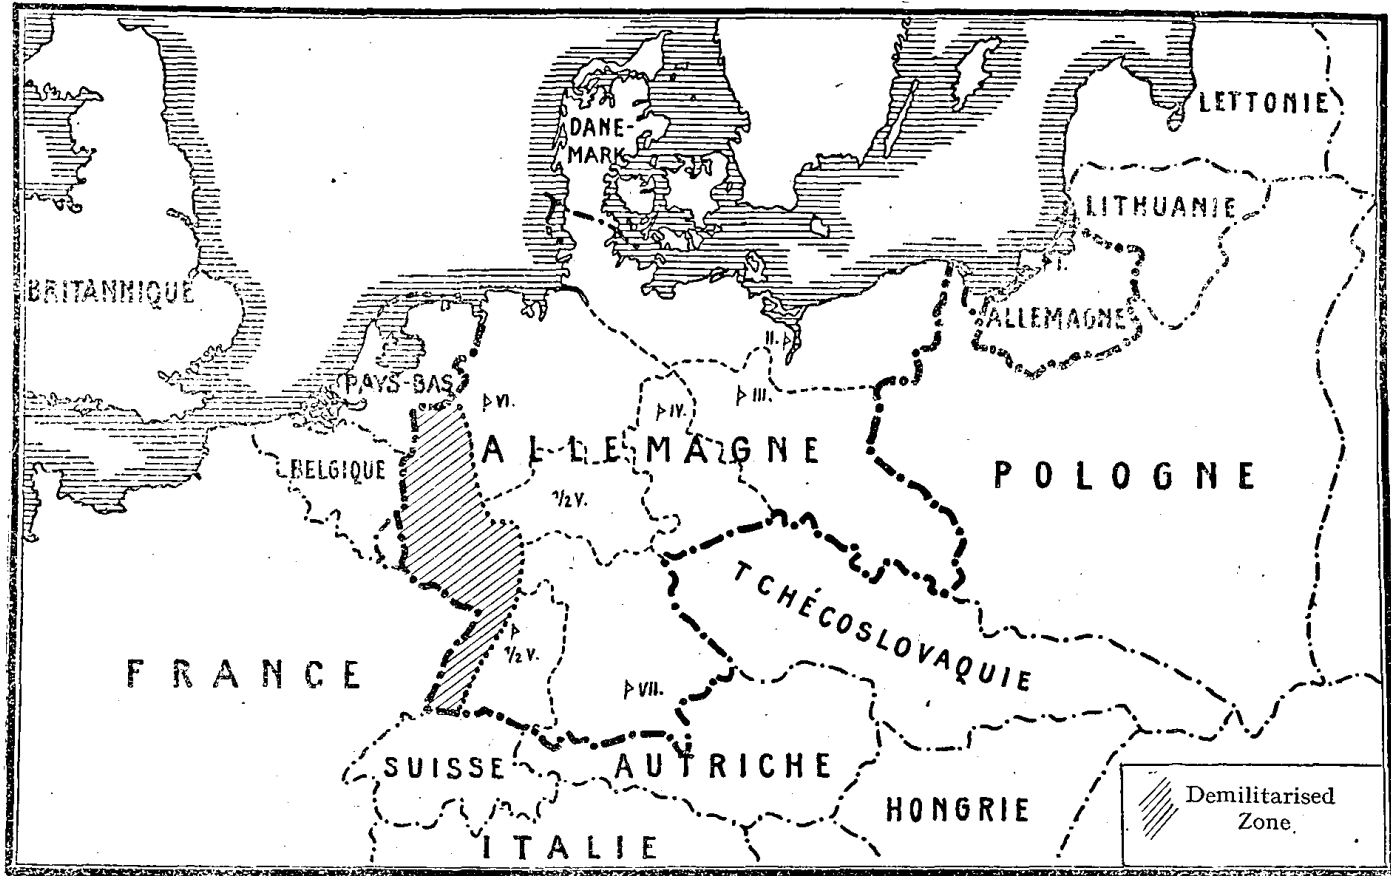 LETTONIE
DANE-
MARK
LITHUANIE
BRITANNIQUE
I.
ALLEMAGNE
II.
PAYS-BAS
VI.
IV.
III.
ALLEMAGNE
BELGIQUE
POLOGNE
1/2 V.
TCHÉCOSLOVAQUIE
1/2 V.
FRANCE
VII.
SUISSE
AUTRICHE
HONGRIE
ITALIE
Demilitarised
Zone.